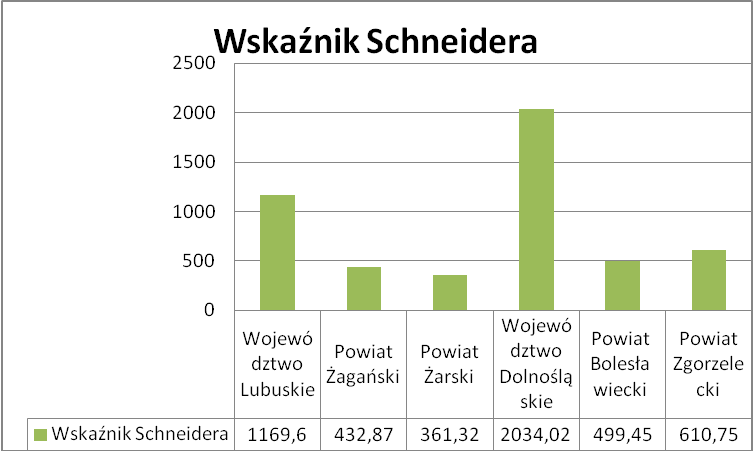 Wskaźnik Schneidera
2500
2000
1500
1000
500
0
Wojewó
dztwo
Lubuskie
Powiat
Żagański
Powiat
Żarski
Wojewó
dztwo
Dolnoślą
skie
Powiat
Bolesła
wiecki
Powiat
Zgorzele
cki
Wskaźnik Schneidera 1169,6 432,87 361,32 2034,02 499,45 610,75